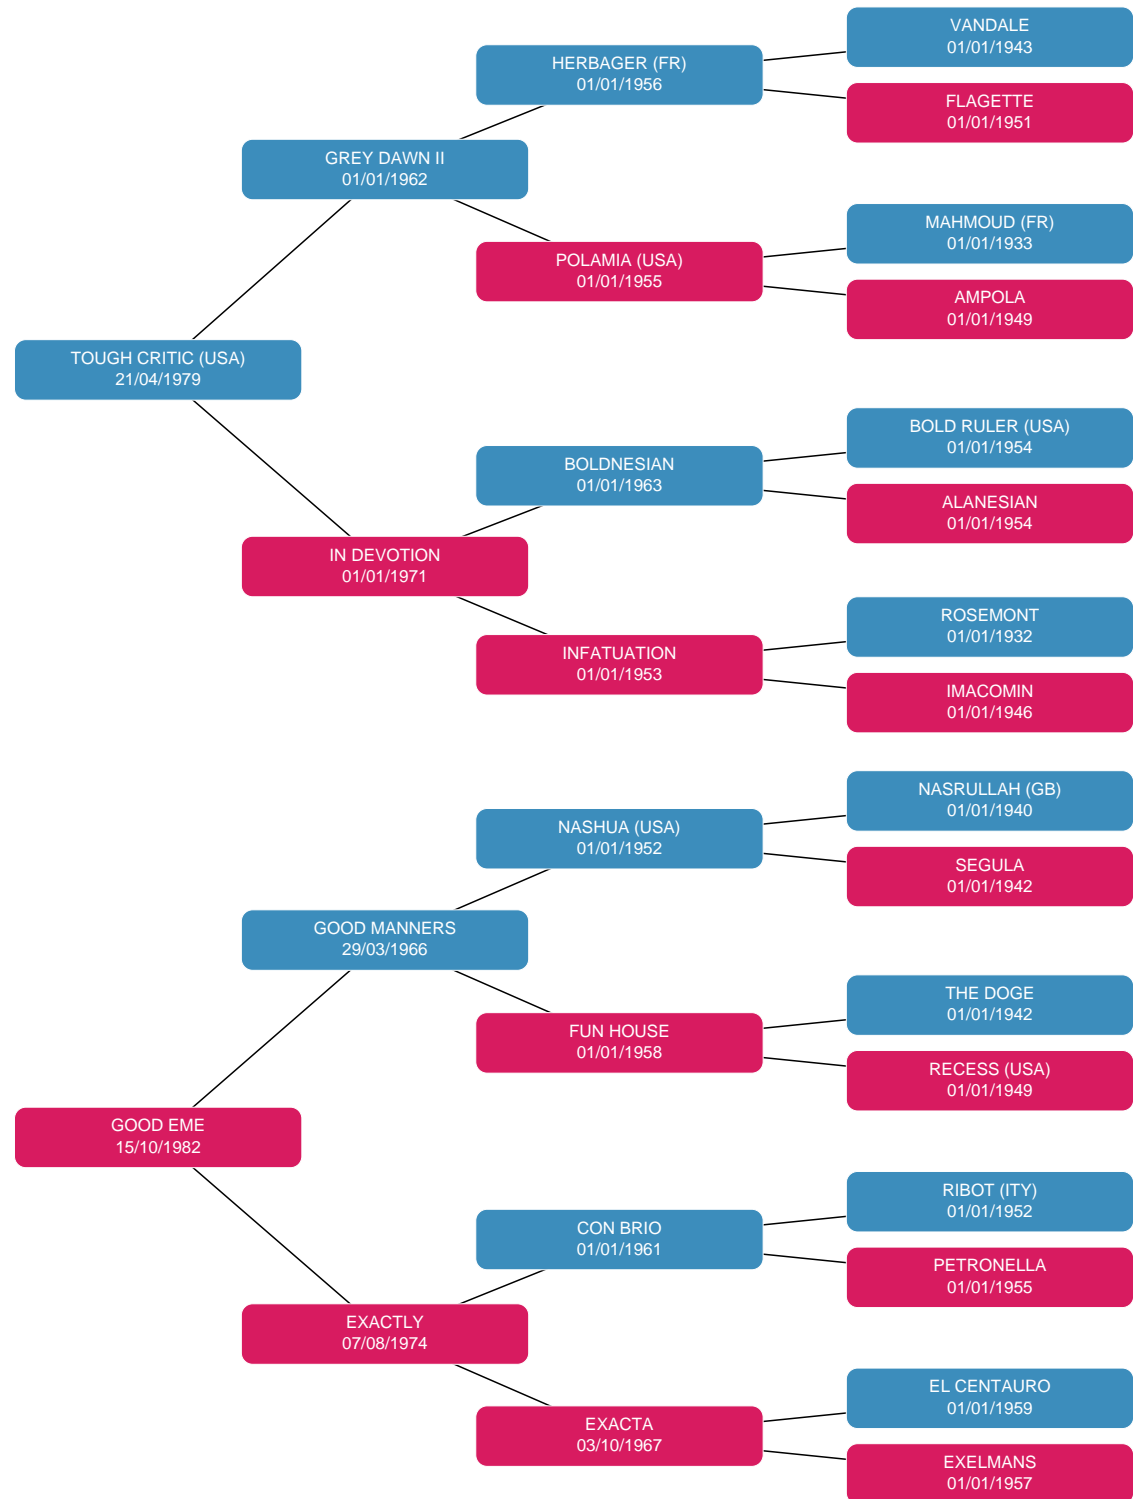 VANDALE
01/01/1943
HERBAGER (FR)
01/01/1956
FLAGETTE
01/01/1951
GREY DAWN II
01/01/1962
MAHMOUD (FR)
01/01/1933
POLAMIA (USA)
01/01/1955
AMPOLA
01/01/1949
TOUGH CRITIC (USA)
21/04/1979
BOLD RULER (USA)
01/01/1954
BOLDNESIAN
01/01/1963
ALANESIAN
01/01/1954
IN DEVOTION
01/01/1971
ROSEMONT
01/01/1932
INFATUATION
01/01/1953
IMACOMIN
01/01/1946
NASRULLAH (GB)
01/01/1940
NASHUA (USA)
01/01/1952
SEGULA
01/01/1942
GOOD MANNERS
29/03/1966
THE DOGE
01/01/1942
FUN HOUSE
01/01/1958
RECESS (USA)
01/01/1949
GOOD EME
15/10/1982
RIBOT (ITY)
01/01/1952
CON BRIO
01/01/1961
PETRONELLA
01/01/1955
EXACTLY
07/08/1974
EL CENTAURO
01/01/1959
EXACTA
03/10/1967
EXELMANS
01/01/1957